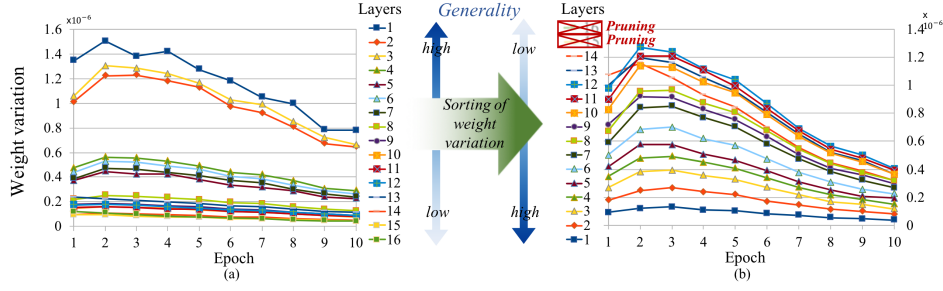 Layers
Generality
Layers
x10⁻⁶
Weight variation
1.6
1.4
1.2
1
0.8
0.6
0.4
0.2
0
1 2 3 4 5 6 7 8 9 10
Epoch
(a)
1
2
3
4
5
6
7
8
9
10
11
12
13
14
15
16
high
low
low
high
Sorting of
weight
variation
Pruning
Pruning
14
13
12
11
10
9
8
7
6
5
4
3
2
1
x
10⁻⁶
1.4
1.2
1
0.8
0.6
0.4
0.2
0
1 2 3 4 5 6 7 8 9 10
Epoch
(b)